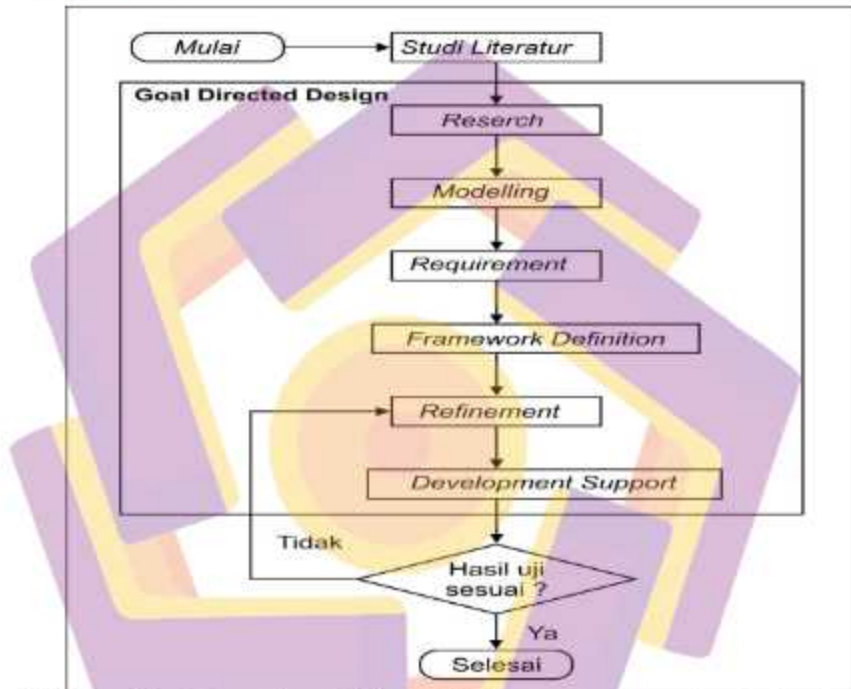 Mulai
Studi Literatur
Goal Directed Design
Reserch
Modelling
Requirement
Framework Definition
Refinement
Development Support
Tidak
Hasil uji
sesuai ?
Ya
Selesai